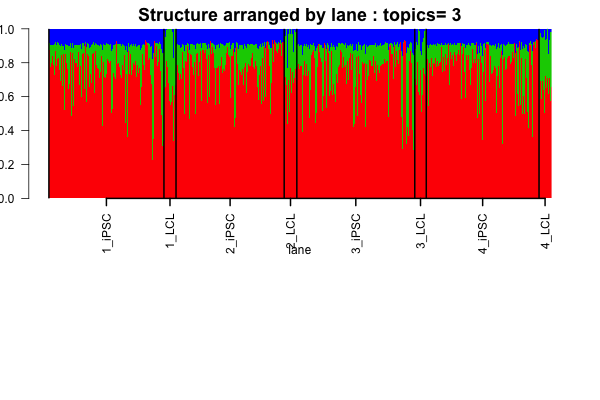 Structure arranged by lane : topics= 3
1.0
0.8
0.6
0.4
0.2
0.0
1_iPSC
1_LCL
2_iPSC
2_LCL
3_iPSC
3_LCL
4_iPSC
4_LCL
lane